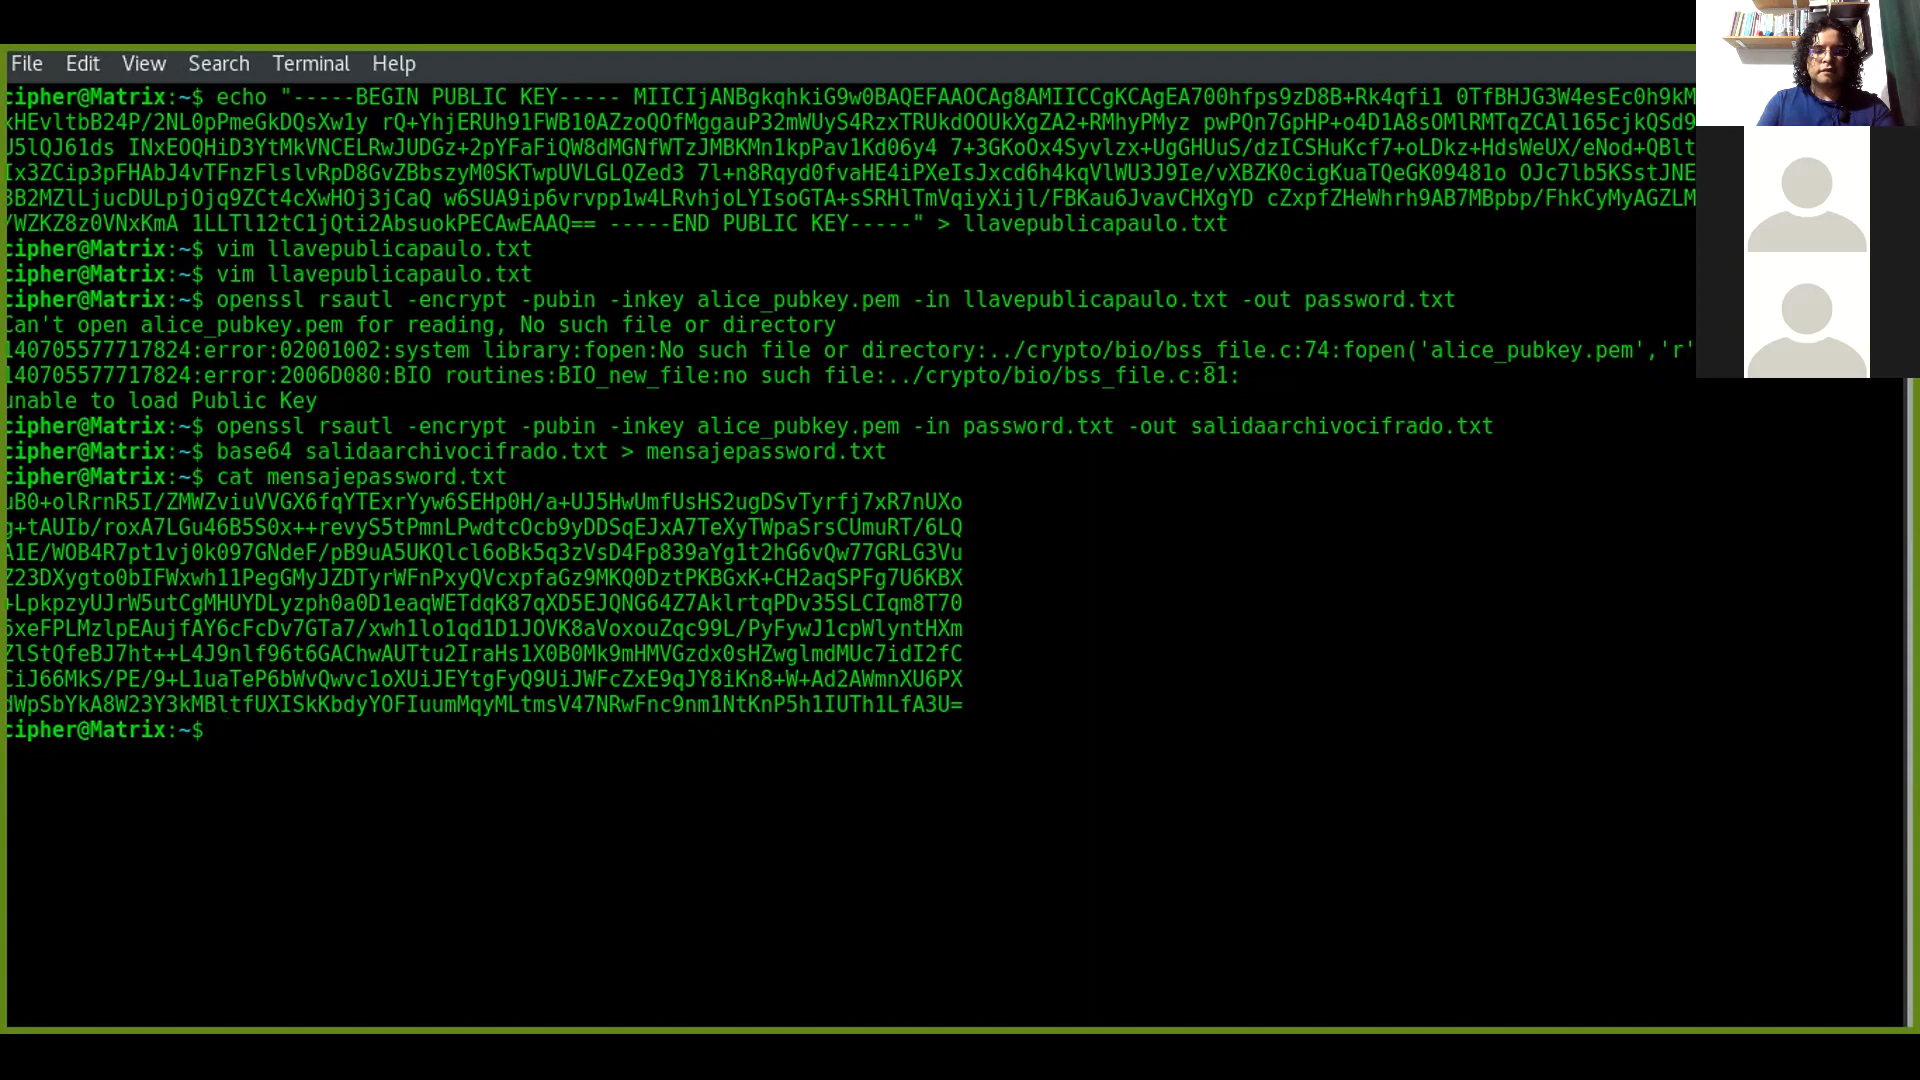 File Edit View Search Terminal Help
cipher@Matrix:~$ echo "-----BEGIN PUBLIC KEY----- MIICIjANBgkqhkiG9w0BAQEFAAOCAg8AMIICCgKCAgEA700hfps9zD8B+Rk4qfi1 0TfBHJG3W4esEc0h9kM
xHEvltbB24P/2NL0pPmeGkDQsXw1y rQ+YhjERUh91FWB10AZzoQOfMggauP32mWUyS4RzxTRUkdOOUkXgZA2+RMhyPMyz pwPQn7GpHP+o4D1A8sOMlRMTqZCAl165cjkQSd9
J5lQJ61ds INxEOQHiD3YtMkVNCELRwJUDGz+2pYFaFiQW8dMGNfWTzJMBKMn1kpPav1Kd06y4 7+3GKoOx4Syvlzx+UgGHUuS/dzICSHuKcf7+oLDkz+HdsWeUX/eNod+QBlt
Ix3ZCip3pFHAbJ4vTFnzFlslvRpD8GvZBbszyM0SKTwpUVLGLQZed3 7l+n8Rqyd0fvaHE4iPXeIsJxcd6h4kqVlWU3J9Ie/vXBZK0cigKuaTQeGK09481o OJc7lb5KSstJNE
3B2MZlLjucDULpjOjq9ZCt4cXwHOj3jCaQ w6SUA9ip6vrvpp1w4LRvhjoLYIsoGTA+sSRHlTmVqiyXijl/FBKau6JvavCHXgYD cZxpfZHeWhrh9AB7MBpbp/FhkCyMyAGZLM
/WZKZ8z0VNxKmA 1LLTl12tC1jQti2AbsuokPECAwEAAQ== -----END PUBLIC KEY-----" > llavepublicapaulo.txt
cipher@Matrix:~$ vim llavepublicapaulo.txt
cipher@Matrix:~$ vim llavepublicapaulo.txt
cipher@Matrix:~$ openssl rsautl -encrypt -pubin -inkey alice_pubkey.pem -in llavepublicapaulo.txt -out password.txt
Can't open alice_pubkey.pem for reading, No such file or directory
140705577717824:error:02001002:system library:fopen:No such file or directory:../crypto/bio/bss_file.c:74:fopen('alice_pubkey.pem','r'
140705577717824:error:2006D080:BIO routines:BIO_new_file:no such file:../crypto/bio/bss_file.c:81:
unable to load Public Key
cipher@Matrix:~$ openssl rsautl -encrypt -pubin -inkey alice_pubkey.pem -in password.txt -out salidaarchivocifrado.txt
cipher@Matrix:~$ base64 salidaarchivocifrado.txt > mensajepassword.txt
cipher@Matrix:~$ cat mensajepassword.txt
uB0+olRrnR5I/ZMWZviuVVGX6fqYTExrYyw6SEHp0H/a+UJ5HwUmfUsHS2ugDSvTyrfj7xR7nUXo
g+tAUIb/roxA7LGu46B5S0x++revyS5tPmnLPwdtcOcb9yDDSqEJxA7TeXyTWpaSrsCUmuRT/6LQ
A1E/WOB4R7pt1vj0k097GNdeF/pB9uA5UKQlcl6oBk5q3zVsD4Fp839aYg1t2hG6vQw77GRLG3Vu
Z23DXygto0bIFWxwh11PegGMyJZDTyrWFnPxyQVcxpfaGz9MKQ0DztPKBGxK+CH2aqSPFg7U6KBX
+LpkpzyUJrW5utCgMHUYDLyzph0a0D1eaqWETdqK87qXD5EJQNG64Z7AklrtqPDv35SLCIqm8T70
6xeFPLMzlpEAujfAY6cFcDv7GTa7/xwh1lo1qd1D1JOVK8aVoxouZqc99L/PyFywJ1cpWlyntHXm
ZlStQfeBJ7ht++L4J9nlf96t6GAChwAUTtu2IraHs1X0B0Mk9mHMVGzdx0sHZwglmdMUc7idI2fC
CiJ66MkS/PE/9+L1uaTeP6bWvQwvc1oXUiJEYtgFyQ9UiJWFcZxE9qJY8iKn8+W+Ad2AWmnXU6PX
dWpSbYkA8W23Y3kMBltfUXISkKbdyYOFIuumMqyMLtmsV47NRwFnc9nm1NtKnP5h1IUTh1LfA3U=
cipher@Matrix:~$